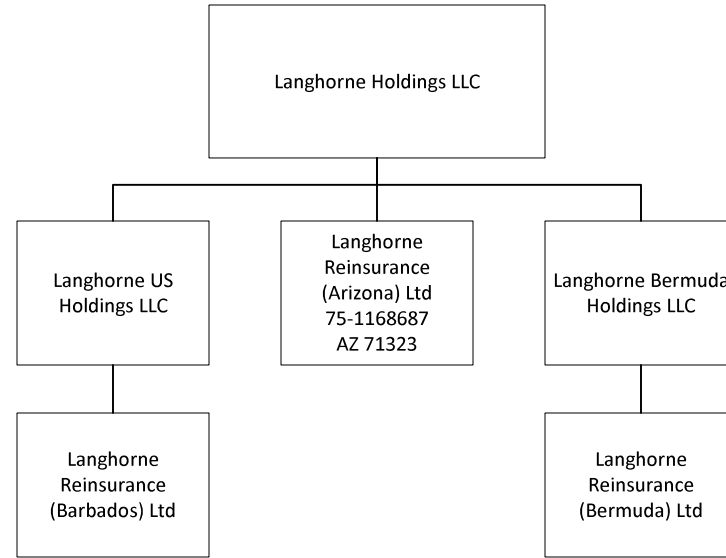 Langhorne Holdings LLC
Langhorne US
Holdings LLC
Langhorne
Reinsurance
(Arizona) Ltd
75-1168687
AZ 71323
Langhorne Bermuda
Holdings LLC
Langhorne
Reinsurance
(Barbados) Ltd
Langhorne
Reinsurance
(Bermuda) Ltd